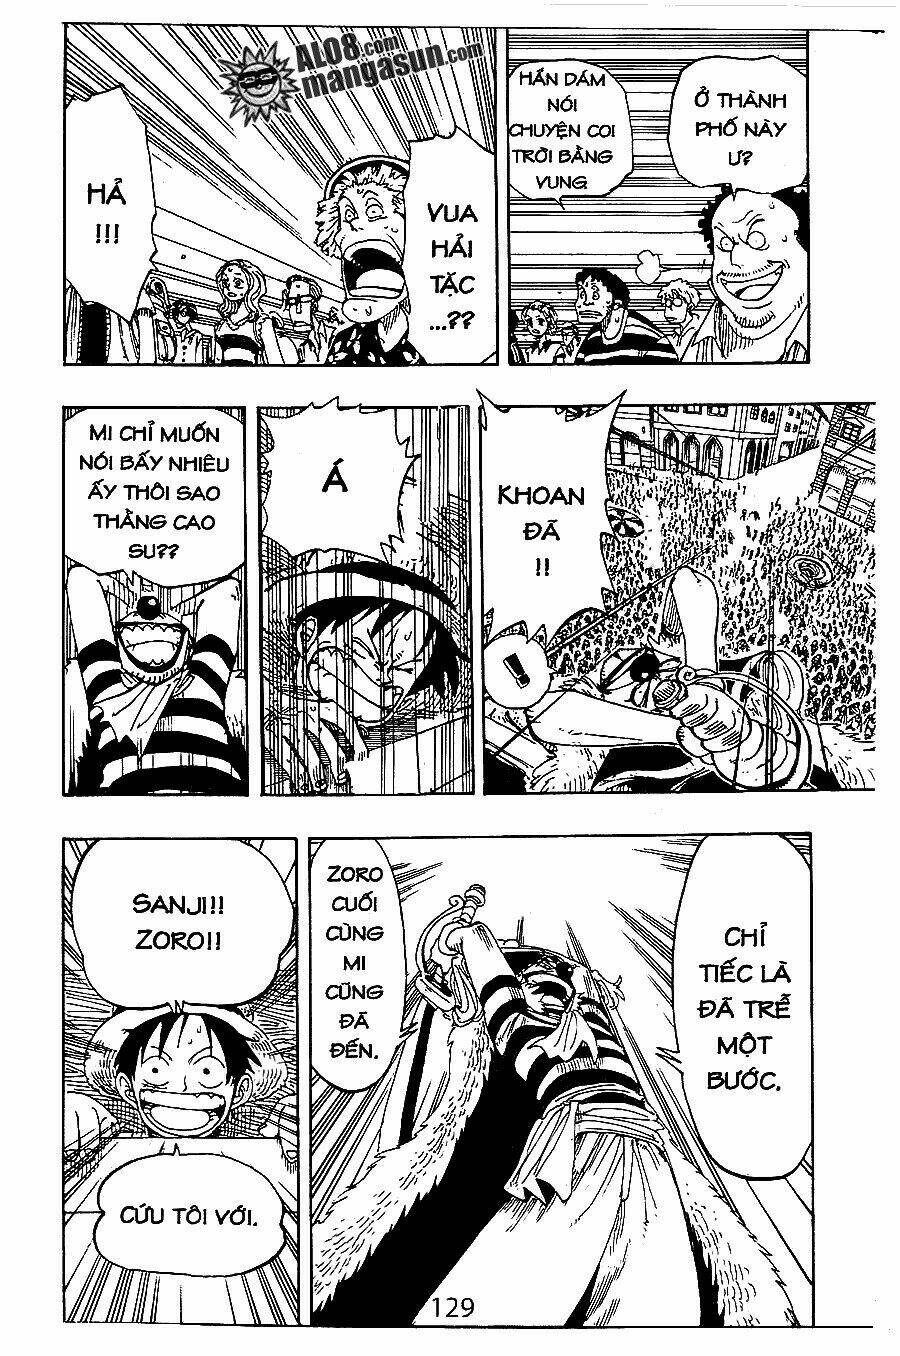 ALO8.com
mangasun.com
Ở THÀNH
PHỐ NÀY
Ư?
HẮN DÁM
NÓI
CHUYỆN COI
TRỜI BẰNG
VUNG
VUA
HẢI
TẶC
...??
HẢ
!!!
KHOAN
ĐÃ
!!
!
Á
MI CHỈ MUỐN
NÓI BẤY NHIÊU
ẤY THÔI SAO
THẰNG CAO
SU??
CHỈ
TIẾC LÀ
ĐÃ TRỄ
MỘT
BƯỚC.
ZORO
CUỐI
CÙNG
MI
CŨNG
ĐÃ
ĐẾN.
SANJI!!
ZORO!!
CỨU TÔI VỚI.
129